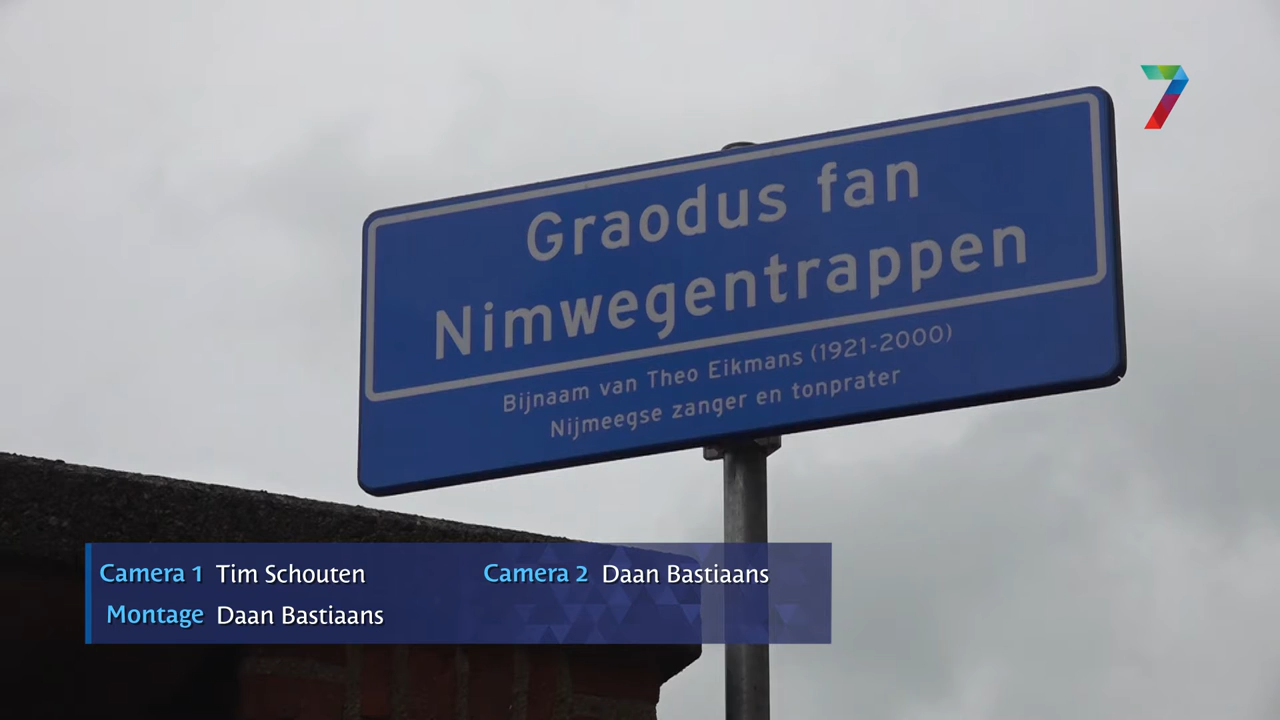 7
Graodus fan
Nimwegentrappen
Bijnaam van Theo Eikmans (1921-2000)
Nijmeegse zanger en tonprater
Camera 1 Tim Schouten Camera 2 Daan Bastiaans
Montage Daan Bastiaans